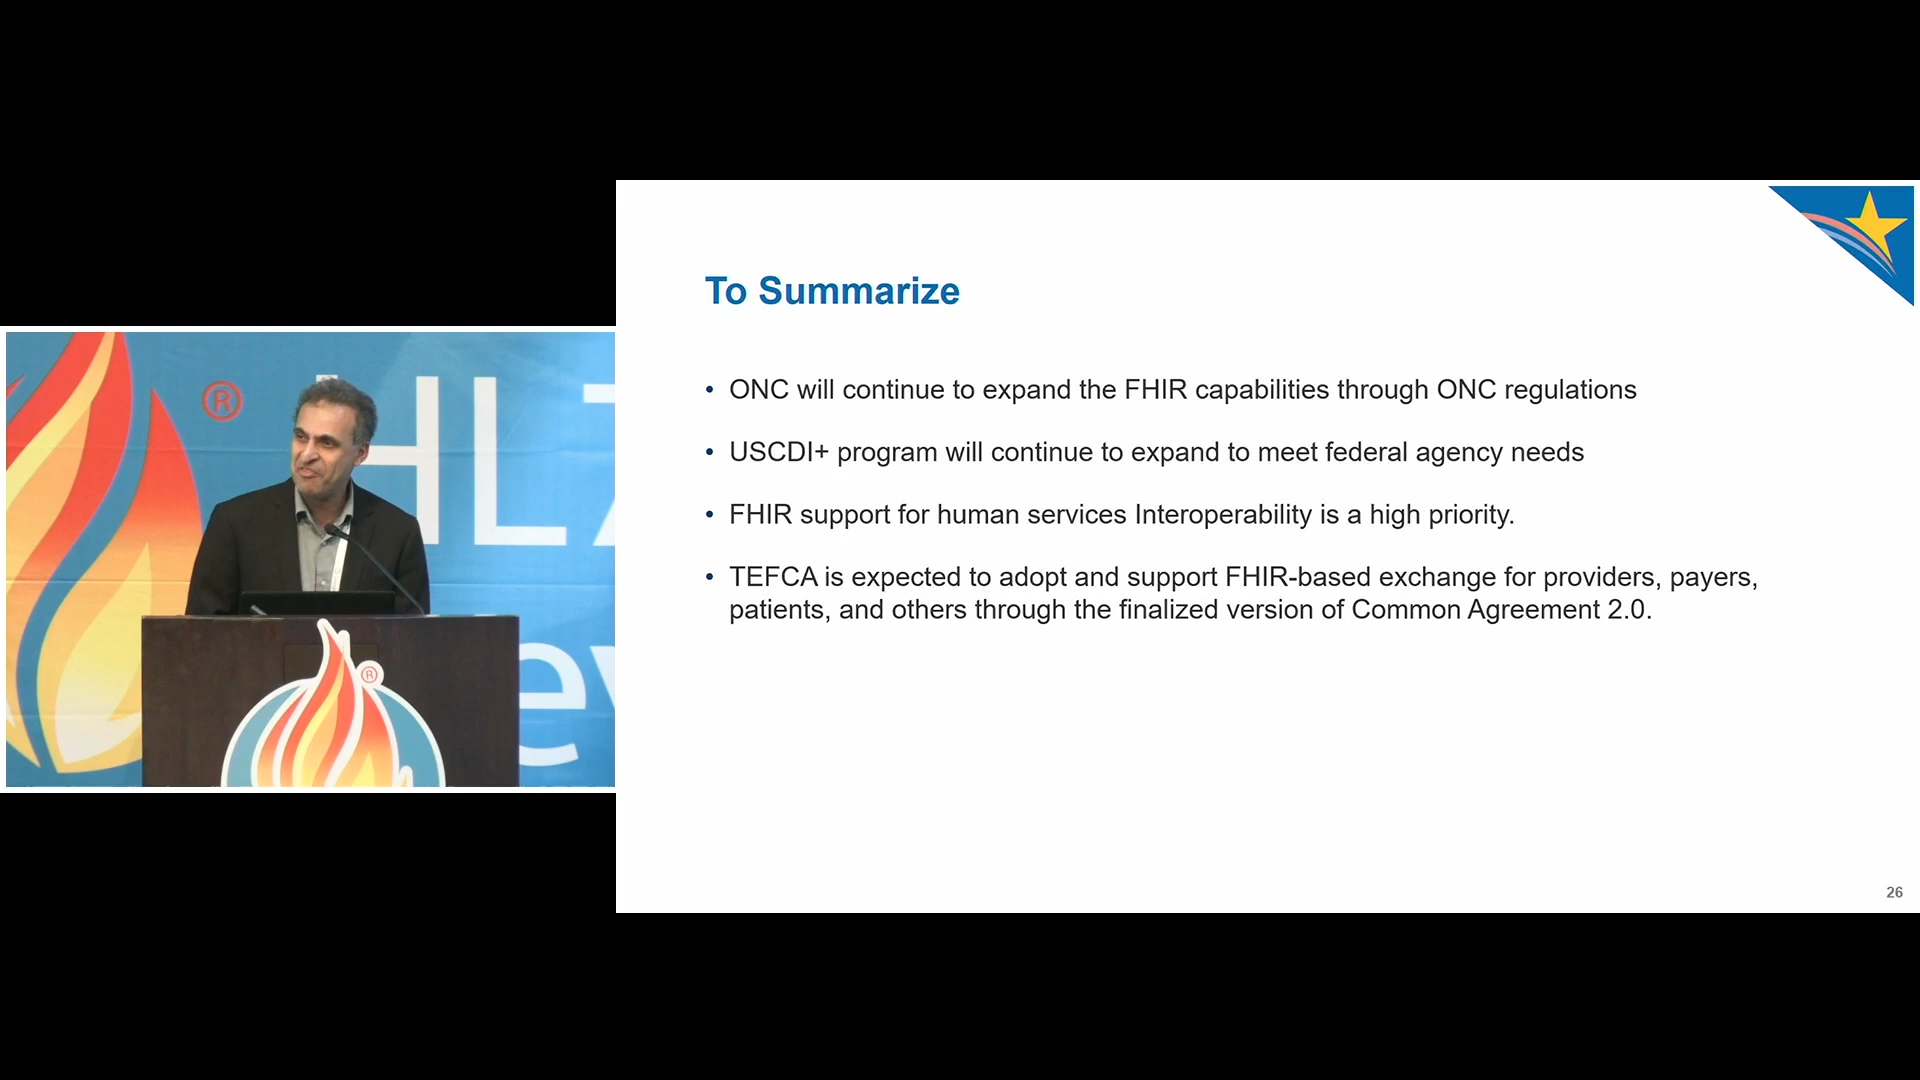 ®
HL7
ev
®
To Summarize
• ONC will continue to expand the FHIR capabilities through ONC regulations
• USCDI+ program will continue to expand to meet federal agency needs
• FHIR support for human services Interoperability is a high priority.
• TEFCA is expected to adopt and support FHIR-based exchange for providers, payers,
patients, and others through the finalized version of Common Agreement 2.0.
26